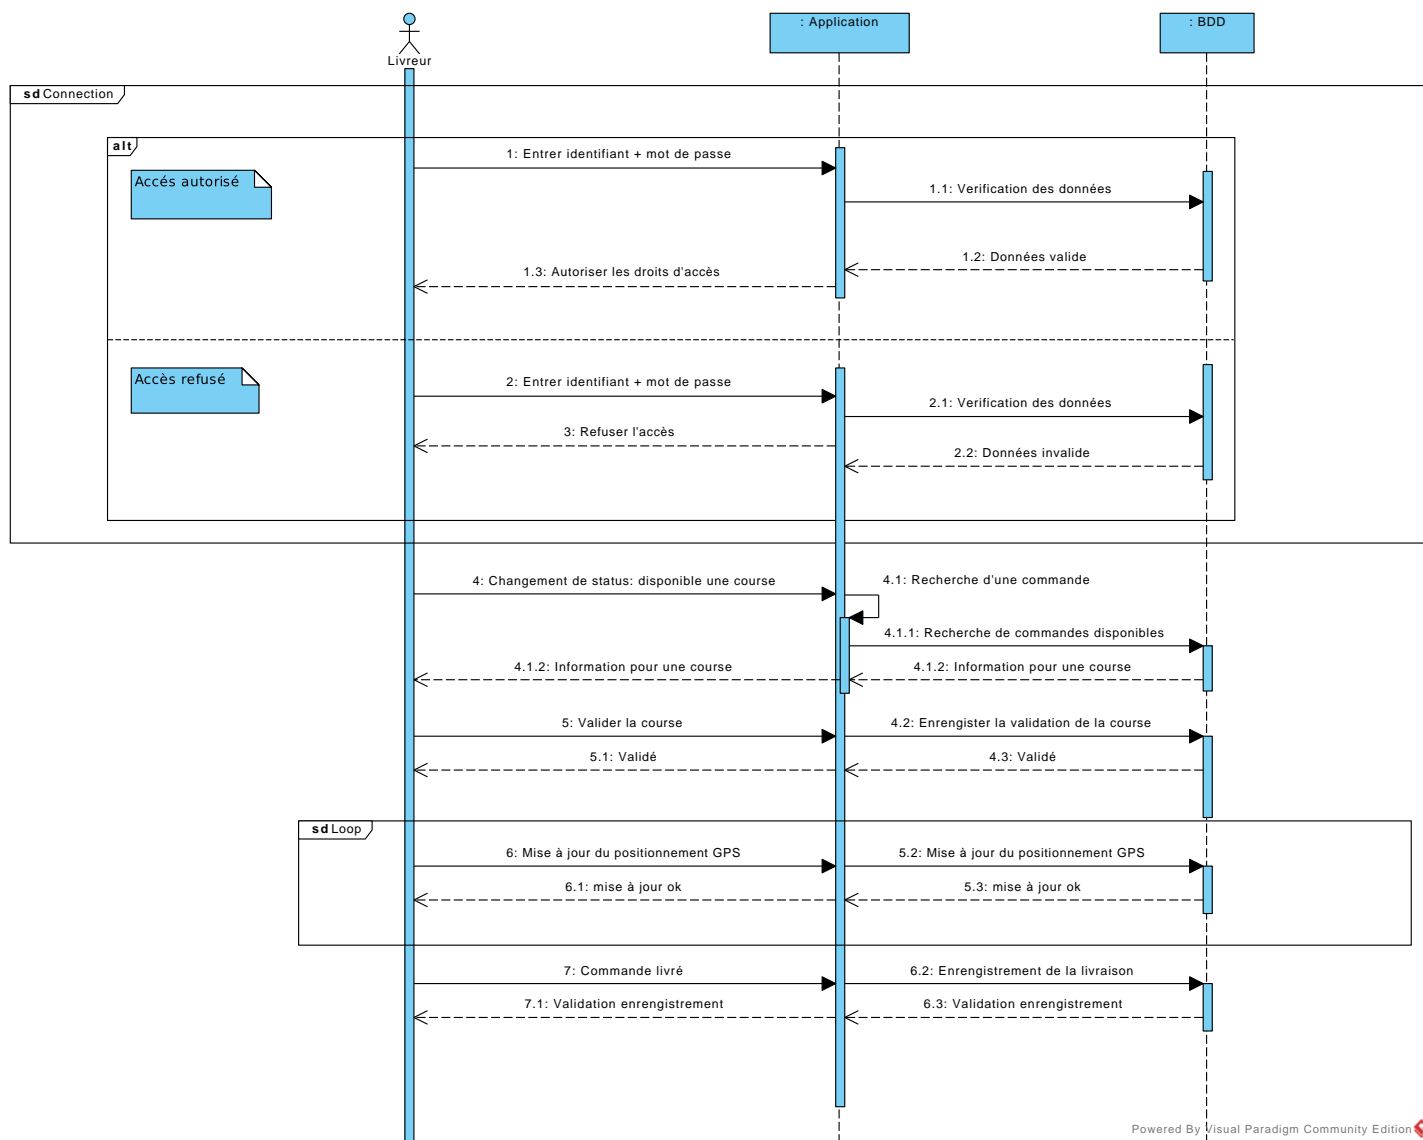 Livreur
: Application
: BDD
sd Connection
alt
1: Entrer identifiant + mot de passe
Accés autorisé
1.1: Verification des données
1.2: Données valide
1.3: Autoriser les droits d'accès
Accès refusé
2: Entrer identifiant + mot de passe
2.1: Verification des données
3: Refuser l'accès
2.2: Données invalide
4: Changement de status: disponible une course
4.1: Recherche d'une commande
4.1.1: Recherche de commandes disponibles
4.1.2: Information pour une course
4.1.2: Information pour une course
5: Valider la course
4.2: Enregister la validation de la course
5.1: Validé
4.3: Validé
sd Loop
6: Mise à jour du positionnement GPS
5.2: Mise à jour du positionnement GPS
6.1: mise à jour ok
5.3: mise à jour ok
7: Commande livré
6.2: Enrengistrement de la livraison
7.1: Validation enrengistrement
6.3: Validation enrengistrement
Powered By Visual Paradigm Community Edition